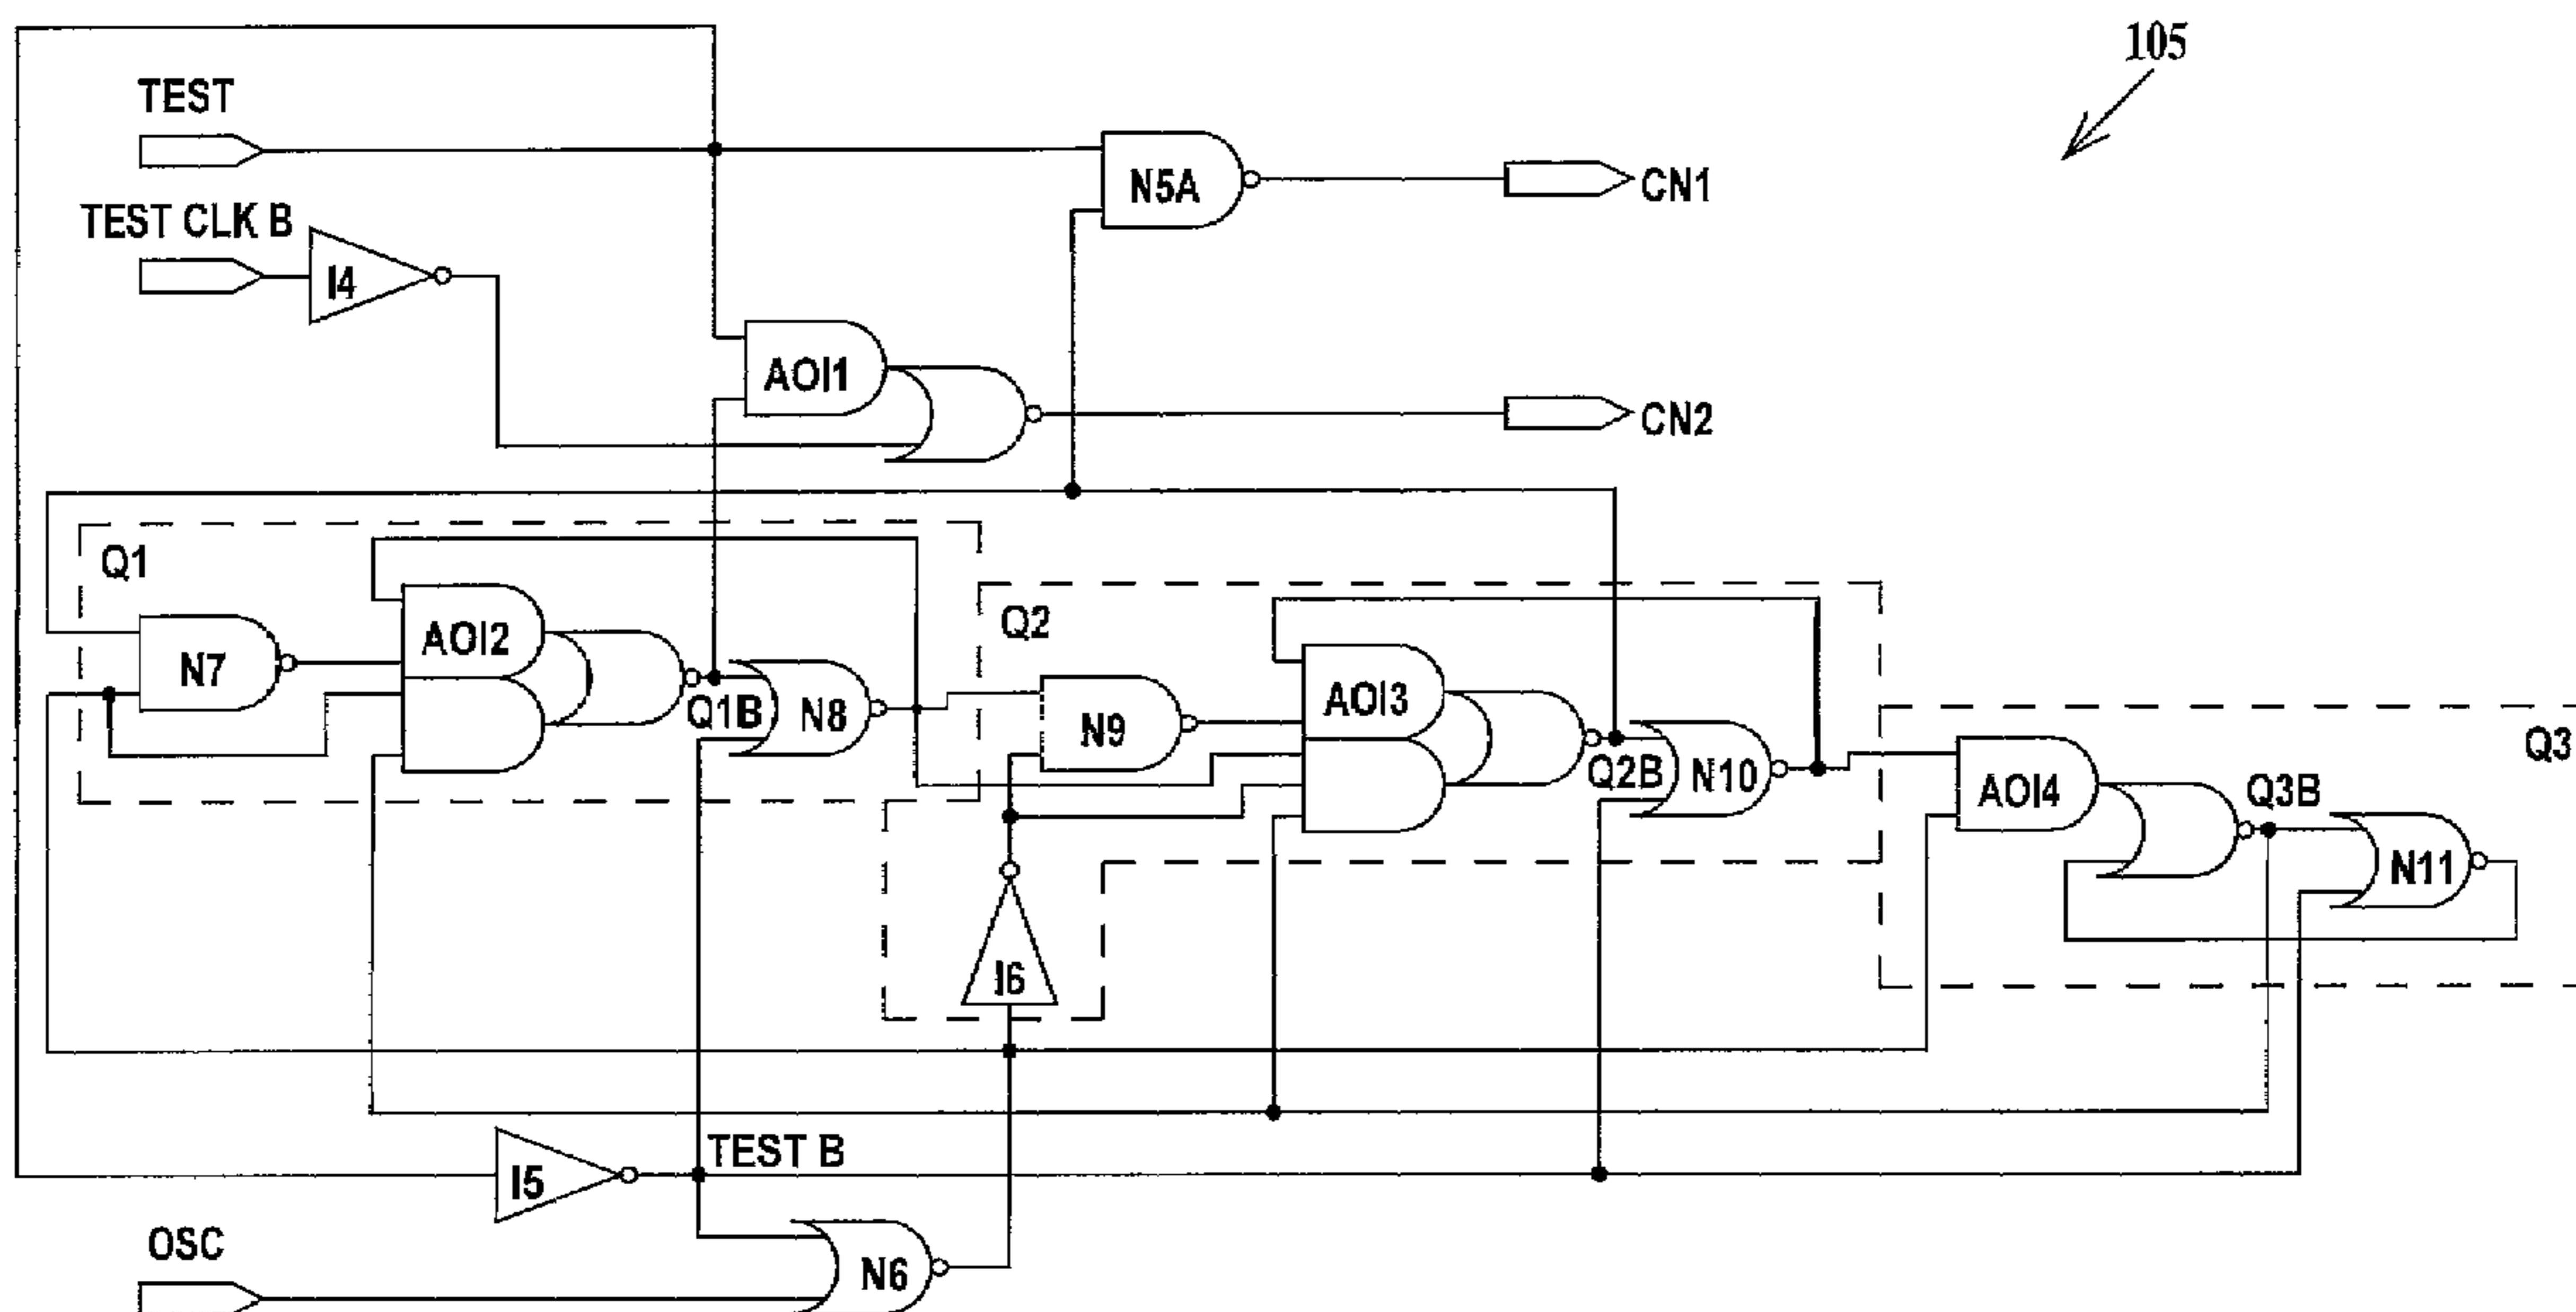 105
TEST
N5A
CN1
TEST CLK B
I4
AOI1
CN2
Q1
N7
AOI2
Q1B
N8
Q2
N9
AOI3
Q2B
N10
Q3
AOI4
Q3B
N11
I6
TEST B
I5
OSC
N6